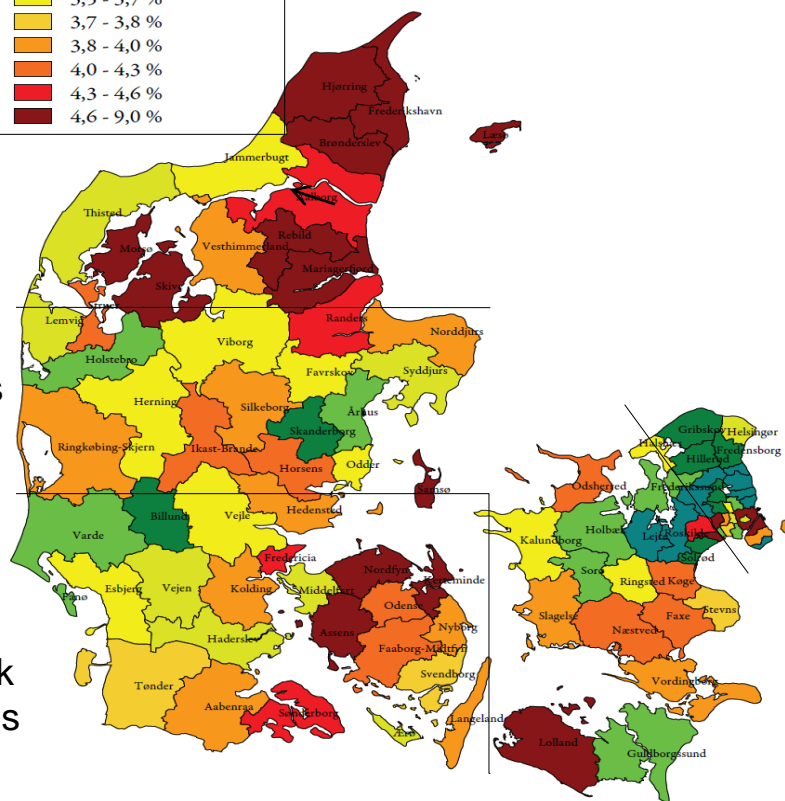 3,7 - 3,8 %
3,8 - 4,0 %
4,0 - 4,3 %
4,3 - 4,6 %
4,6 - 9,0 %
Hjørring
Frederikshavn
Læsø
Brønderslev
Jammerbugt
Aalborg
Thisted
Morsø
Vesthimmerland
Rebild
Mariagerfjord
Skive
Struer
Lemvig
Viborg
Randers
Norddjurs
Holstebro
Favrskov
Syddjurs
s
Herning
Silkeborg
Århus
Skanderborg
Ringkøbing-Skjern
Ikast-Brande
Horsens
Odder
Samsø
Hedensted
Billund
Vejle
Varde
Fredericia
Fanø
Esbjerg
Vejen
Kolding
Middelfart
Nordfyn
Kerteminde
Odense
Assens
Nyborg
Haderslev
Faaborg-Midtfyn
Svendborg
k
Tønder
Aabenraa
Sønderborg
s
Ærø
Langeland
Gribskov
Helsingør
Halsnæs
Fredensborg
Hillerød
Odsherred
Frederikssund
Holbæk
Lejre
Roskilde
Kalundborg
Solrød
Sorø
Ringsted
Køge
Slagelse
Faxe
Stevns
Næstved
Vordingborg
Lolland
Guldborgsund